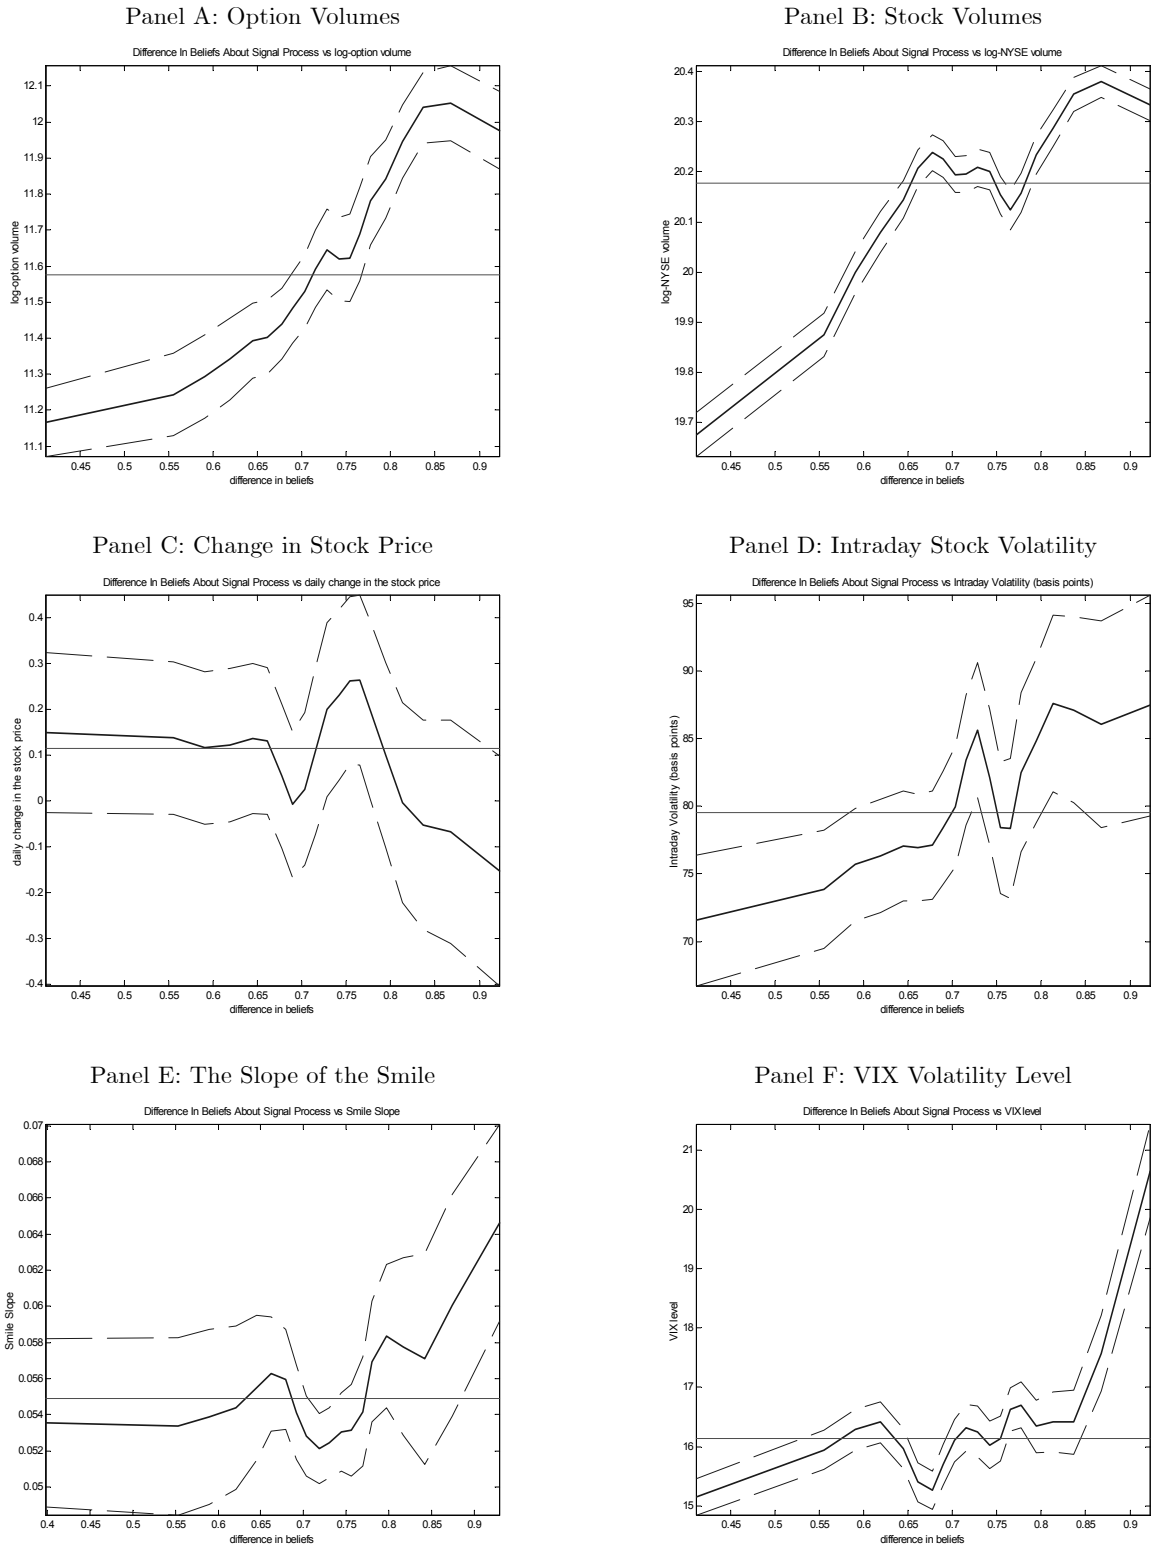 Panel A: Option Volumes
Difference In Beliefs About Signal Process vs log-option volume
12.1
12
11.9
11.8
11.7
11.6
11.5
11.4
11.3
11.2
11.1
log-option volume
0.45 0.5 0.55 0.6 0.65 0.7 0.75 0.8 0.85 0.9
difference in beliefs
Panel B: Stock Volumes
Difference In Beliefs About Signal Process vs log-NYSE volume
20.4
20.3
20.2
20.1
20
19.9
19.8
19.7
log-NYSE volume
0.45 0.5 0.55 0.6 0.65 0.7 0.75 0.8 0.85 0.9
difference in beliefs
Panel C: Change in Stock Price
Difference In Beliefs About Signal Process vs daily change in the stock price
0.4
0.3
0.2
0.1
0
-0.1
-0.2
-0.3
-0.4
daily change in the stock price
0.45 0.5 0.55 0.6 0.65 0.7 0.75 0.8 0.85 0.9
difference in beliefs
Panel D: Intraday Stock Volatility
Difference In Beliefs About Signal Process vs Intraday Volatility (basis points)
95
90
85
80
75
70
Intraday Volatility (basis points)
0.45 0.5 0.55 0.6 0.65 0.7 0.75 0.8 0.85 0.9
difference in beliefs
Panel E: The Slope of the Smile
Difference In Beliefs About Signal Process vs Smile Slope
0.07
0.068
0.066
0.064
0.062
0.06
0.058
0.056
0.054
0.052
0.05
Smile Slope
0.4 0.45 0.5 0.55 0.6 0.65 0.7 0.75 0.8 0.85 0.9
difference in beliefs
Panel F: VIX Volatility Level
Difference In Beliefs About Signal Process vs VIX level
21
20
19
18
17
16
15
VIX level
0.45 0.5 0.55 0.6 0.65 0.7 0.75 0.8 0.85 0.9
difference in beliefs